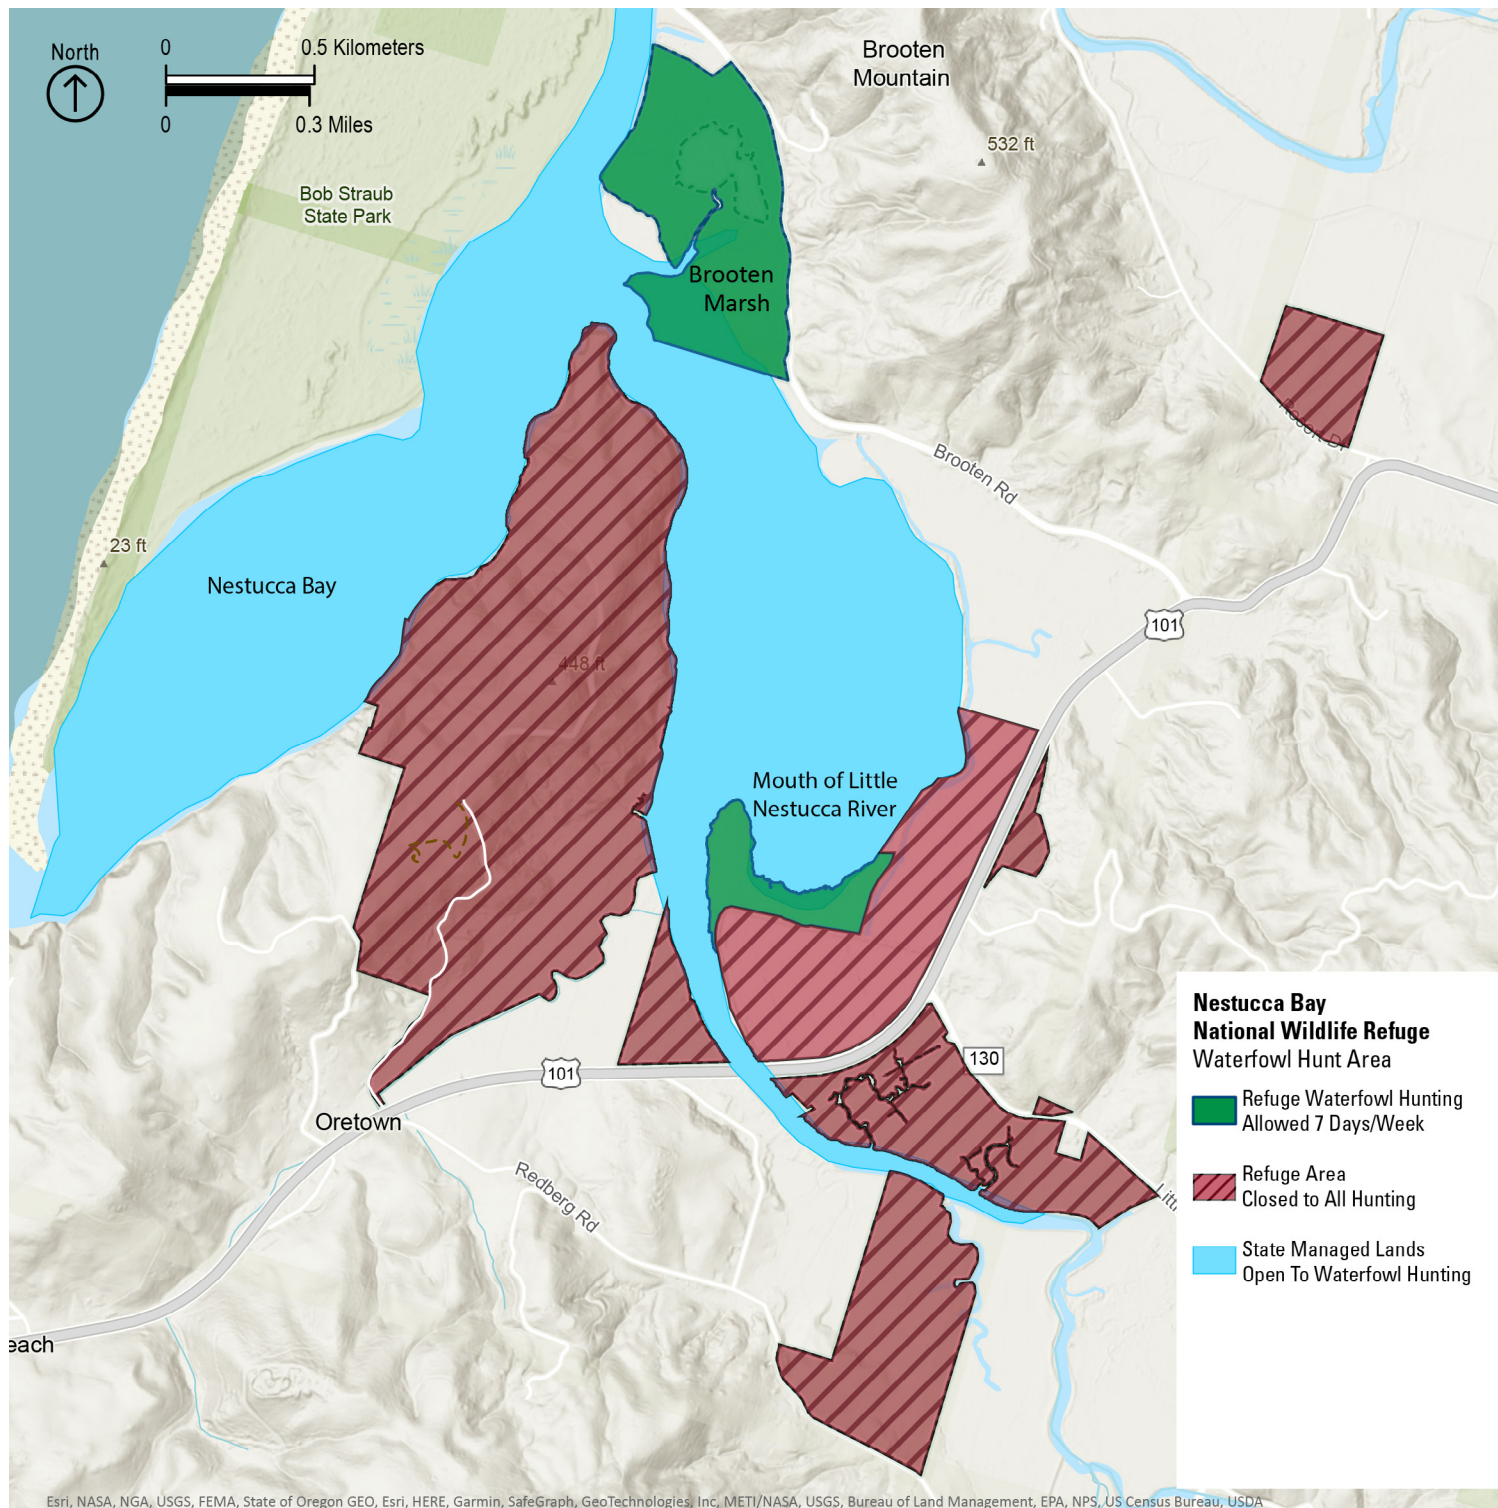 North
0
0.5 Kilometers
0
0.3 Miles
Brooten
Mountain
532 ft
Bob Straub
State Park
Brooten
Marsh
Resort Dr
Brooten Rd
23 ft
Nestucca Bay
101
448 ft
Mouth of Little
Nestucca River
130
101
Oretown
Redberg Rd
Littl
each
Nestucca Bay
National Wildlife Refuge
Waterfowl Hunt Area
Refuge Waterfowl Hunting
Allowed 7 Days/Week
Refuge Area
Closed to All Hunting
State Managed Lands
Open To Waterfowl Hunting
Esri, NASA, NGA, USGS, FEMA, State of Oregon GEO, Esri, HERE, Garmin, SafeGraph, GeoTechnologies, Inc, METI/NASA, USGS, Bureau of Land Management, EPA, NPS, US Census Bureau, USDA